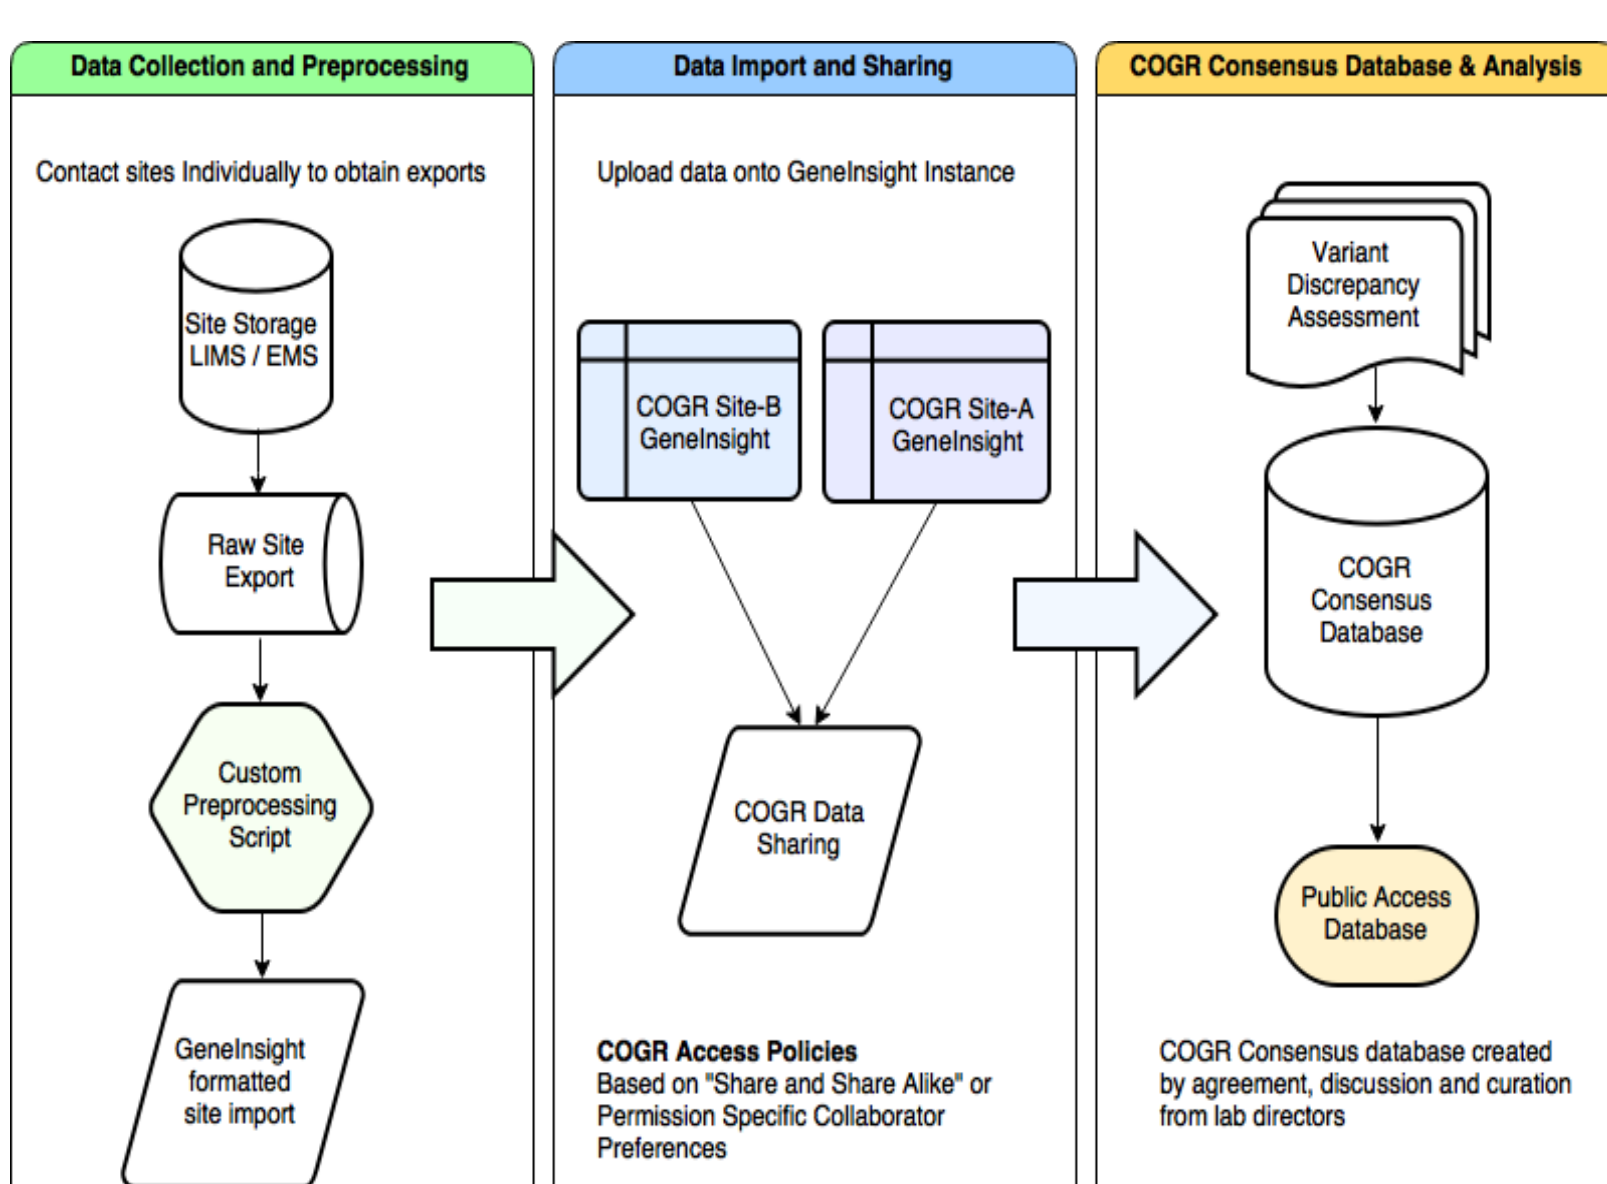 Data Collection and Preprocessing
Contact sites Individually to obtain exports
Site Storage
LIMS / EMS
Raw Site
Export
Custom
Preprocessing
Script
GeneInsight
formatted
site import
Data Import and Sharing
Upload data onto GeneInsight Instance
COGR Site-B
GeneInsight
COGR Site-A
GeneInsight
COGR Data
Sharing
COGR Access Policies
Based on "Share and Share Alike" or
Permission Specific Collaborator
Preferences
COGR Consensus Database & Analysis
Variant
Discrepancy
Assessment
COGR
Consensus
Database
Public Access
Database
COGR Consensus database created
by agreement, discussion and curation
from lab directors